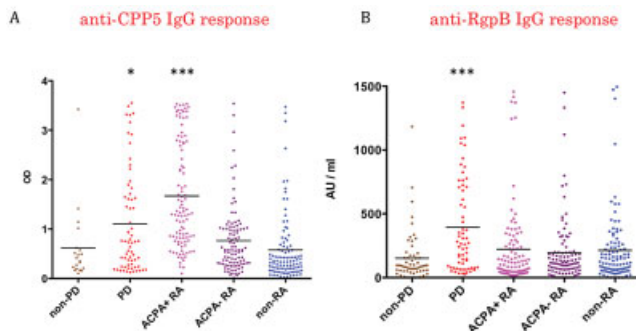 A
anti-CPP5 IgG response
* ***
OD
4
3
2
1
0
non-PD
PD
ACPA+ RA
ACPA- RA
non-RA
B
anti-RgpB IgG response
***
AU / ml
1500
1000
500
0
non-PD
PD
ACPA+ RA
ACPA- RA
non-RA